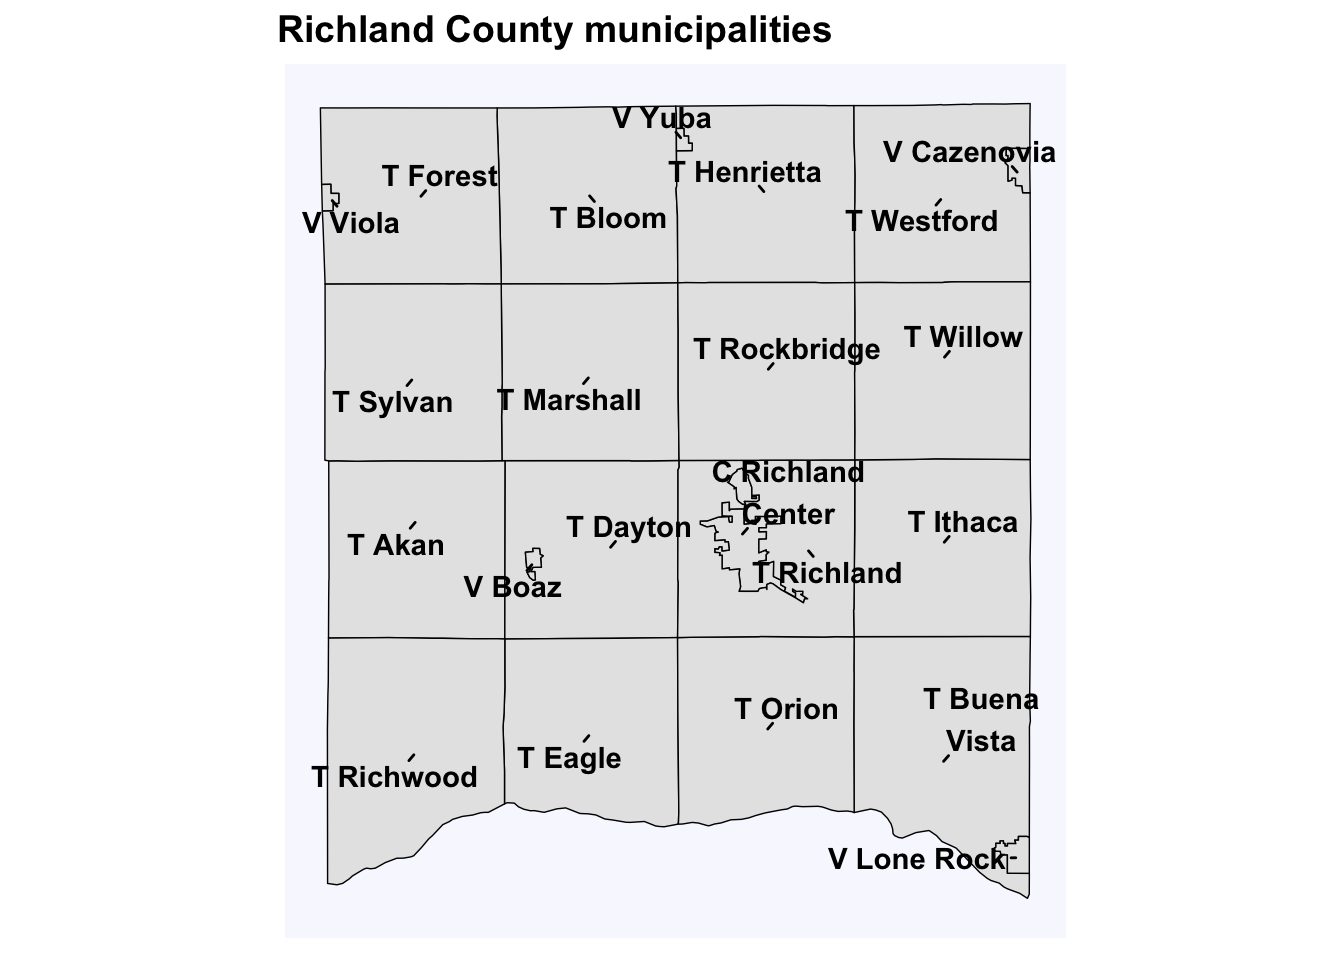 Richland County municipalities
V Yuba
V Cazenovia
T Forest
T Henrietta
V Viola
T Bloom
T Westford
T Rockbridge
T Willow
T Sylvan
T Marshall
C Richland
Center
T Dayton
T Ithaca
T Akan
V Boaz
T Richland
T Orion
T Buena
Vista
T Eagle
T Richwood
V Lone Rock